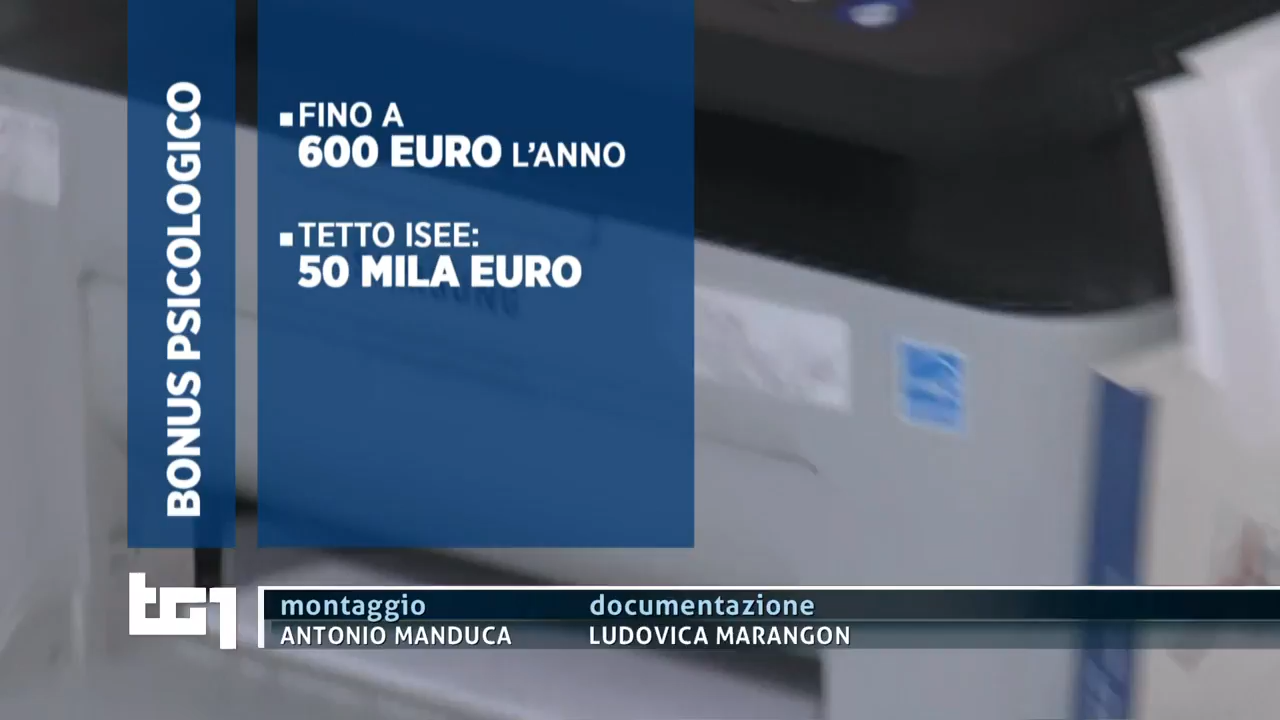 BONUS PSICOLOGICO
FINO A
600 EURO L'ANNO
TETTO ISEE:
50 MILA EURO
tg1
montaggio
documentazione
ANTONIO MANDUCA
LUDOVICA MARANGON